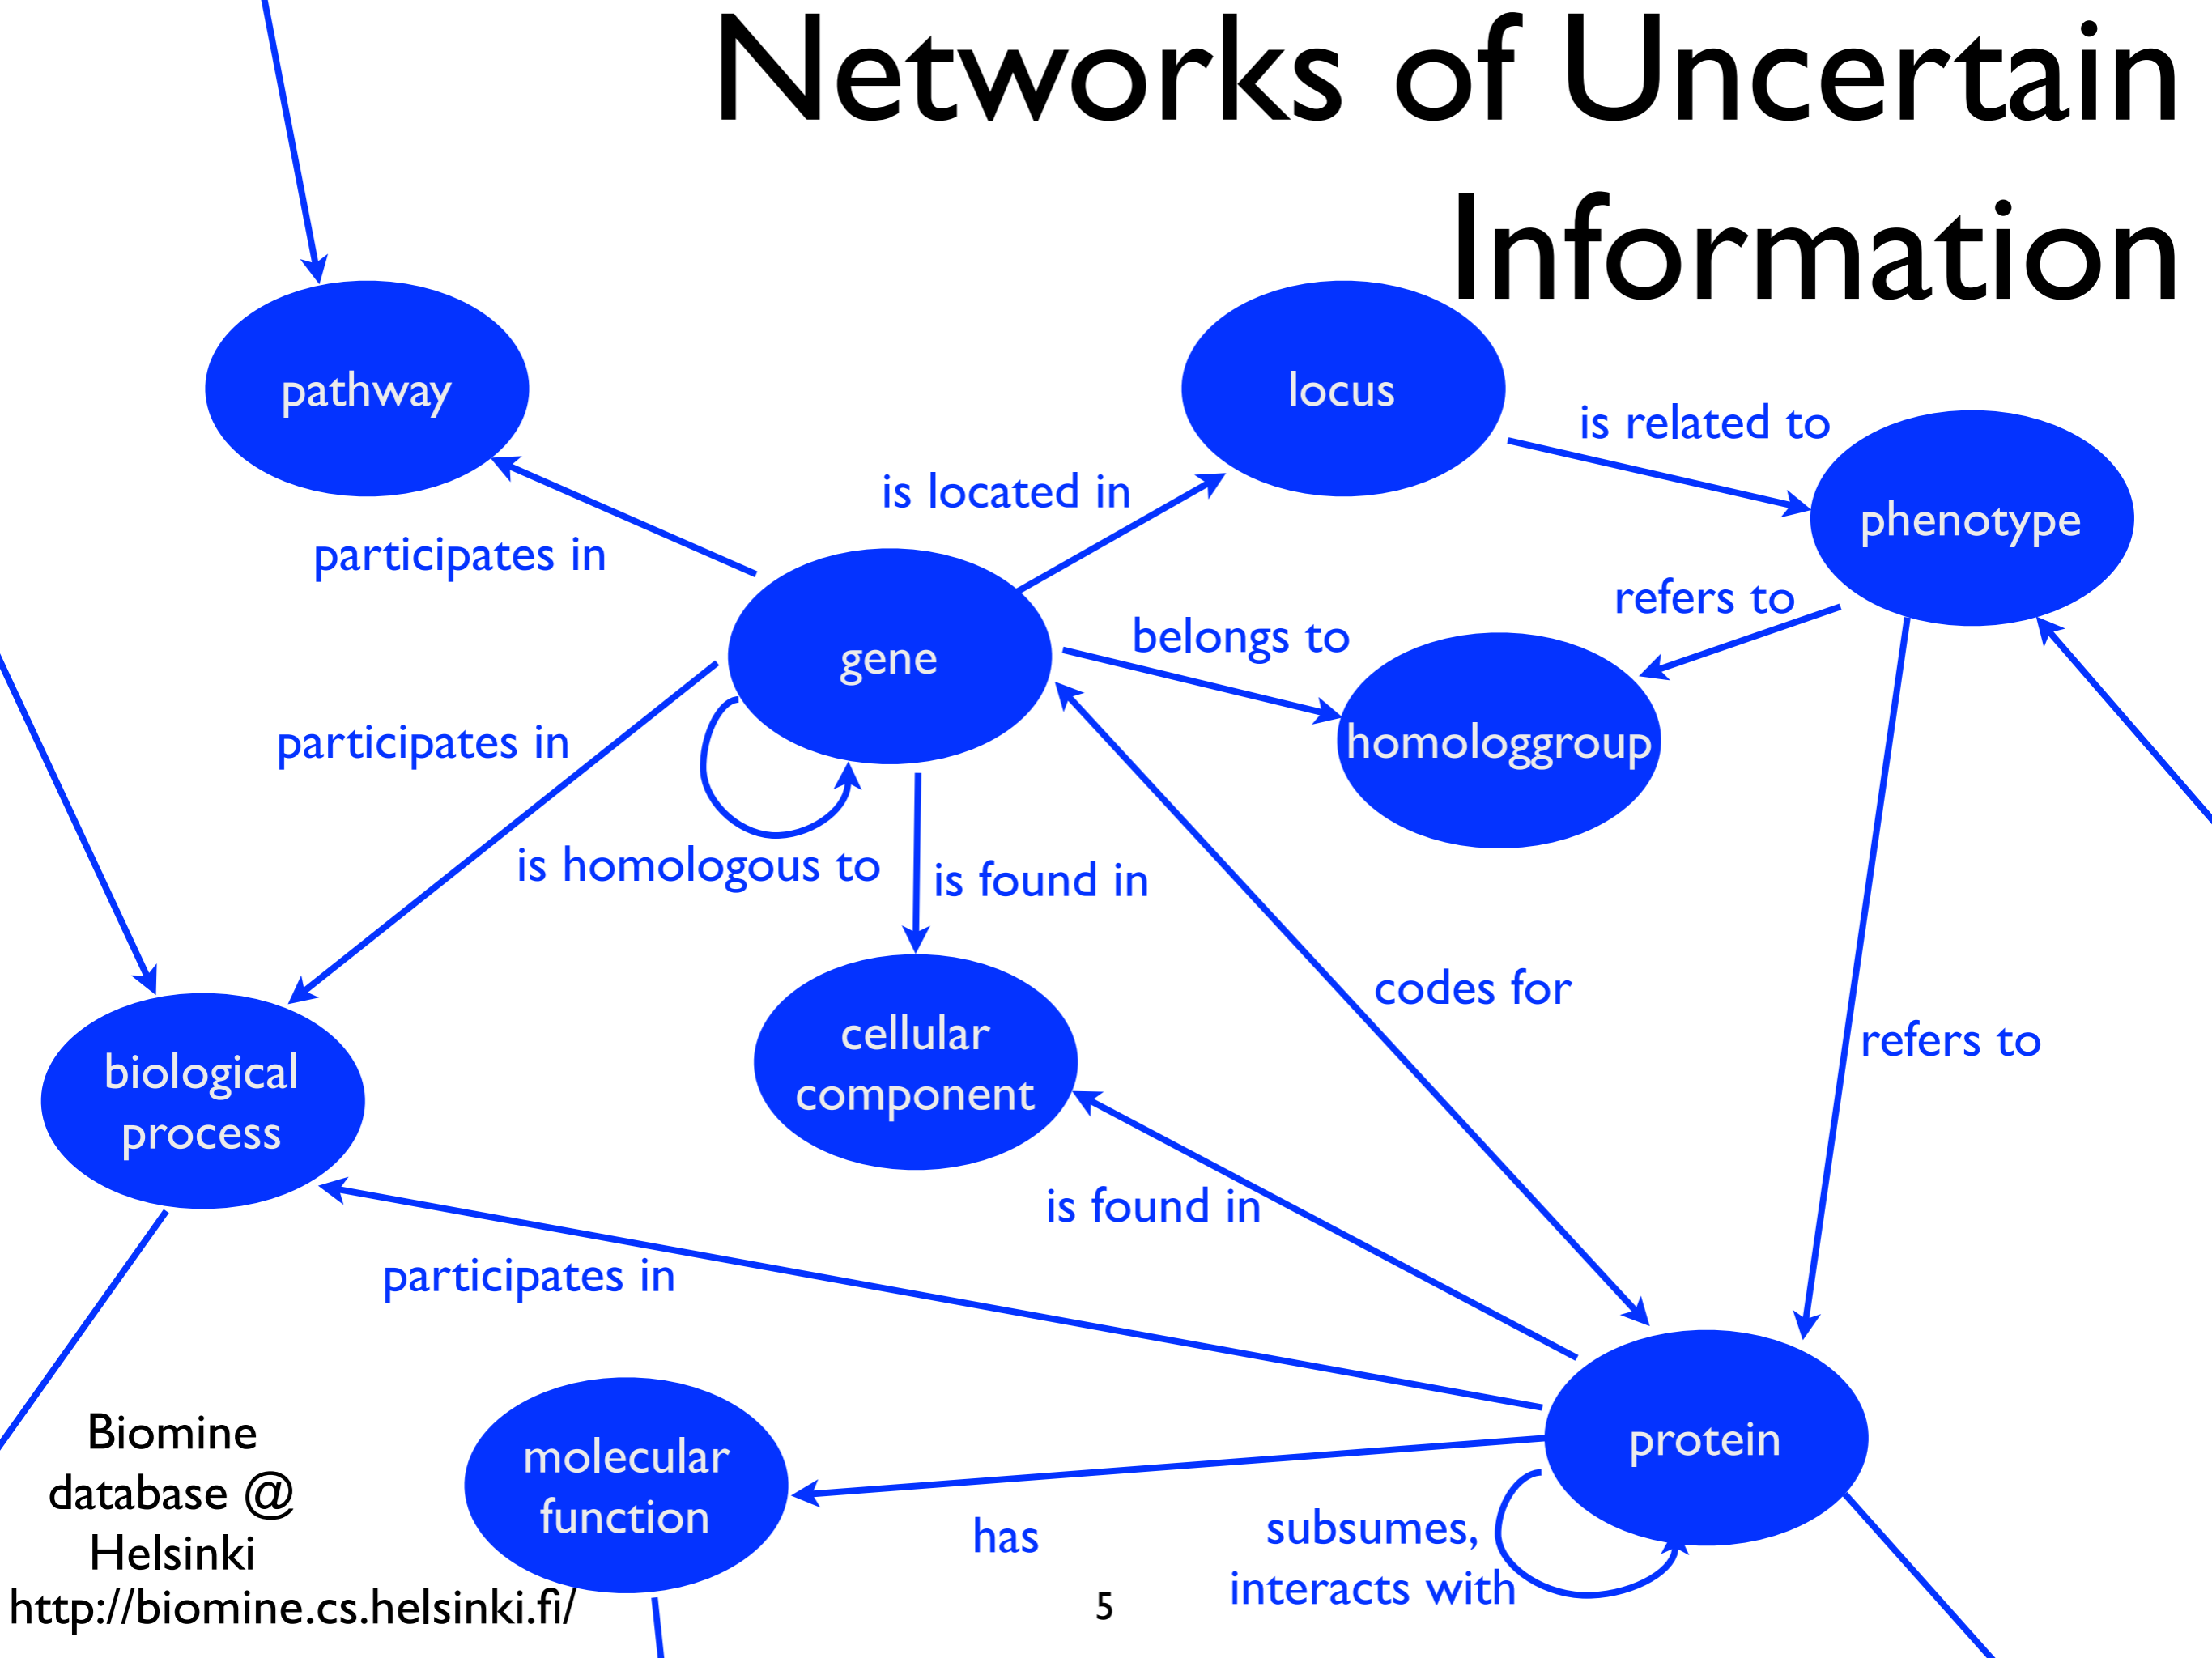 Networks of Uncertain
Information
pathway
locus
is related to
phenotype
is located in
participates in
refers to
belongs to
gene
homologgroup
participates in
is homologous to
is found in
codes for
cellular
component
refers to
biological
process
is found in
participates in
protein
molecular
function
has
subsumes,
interacts with
Biomine
database @
Helsinki
http://biomine.cs.helsinki.fi/
5